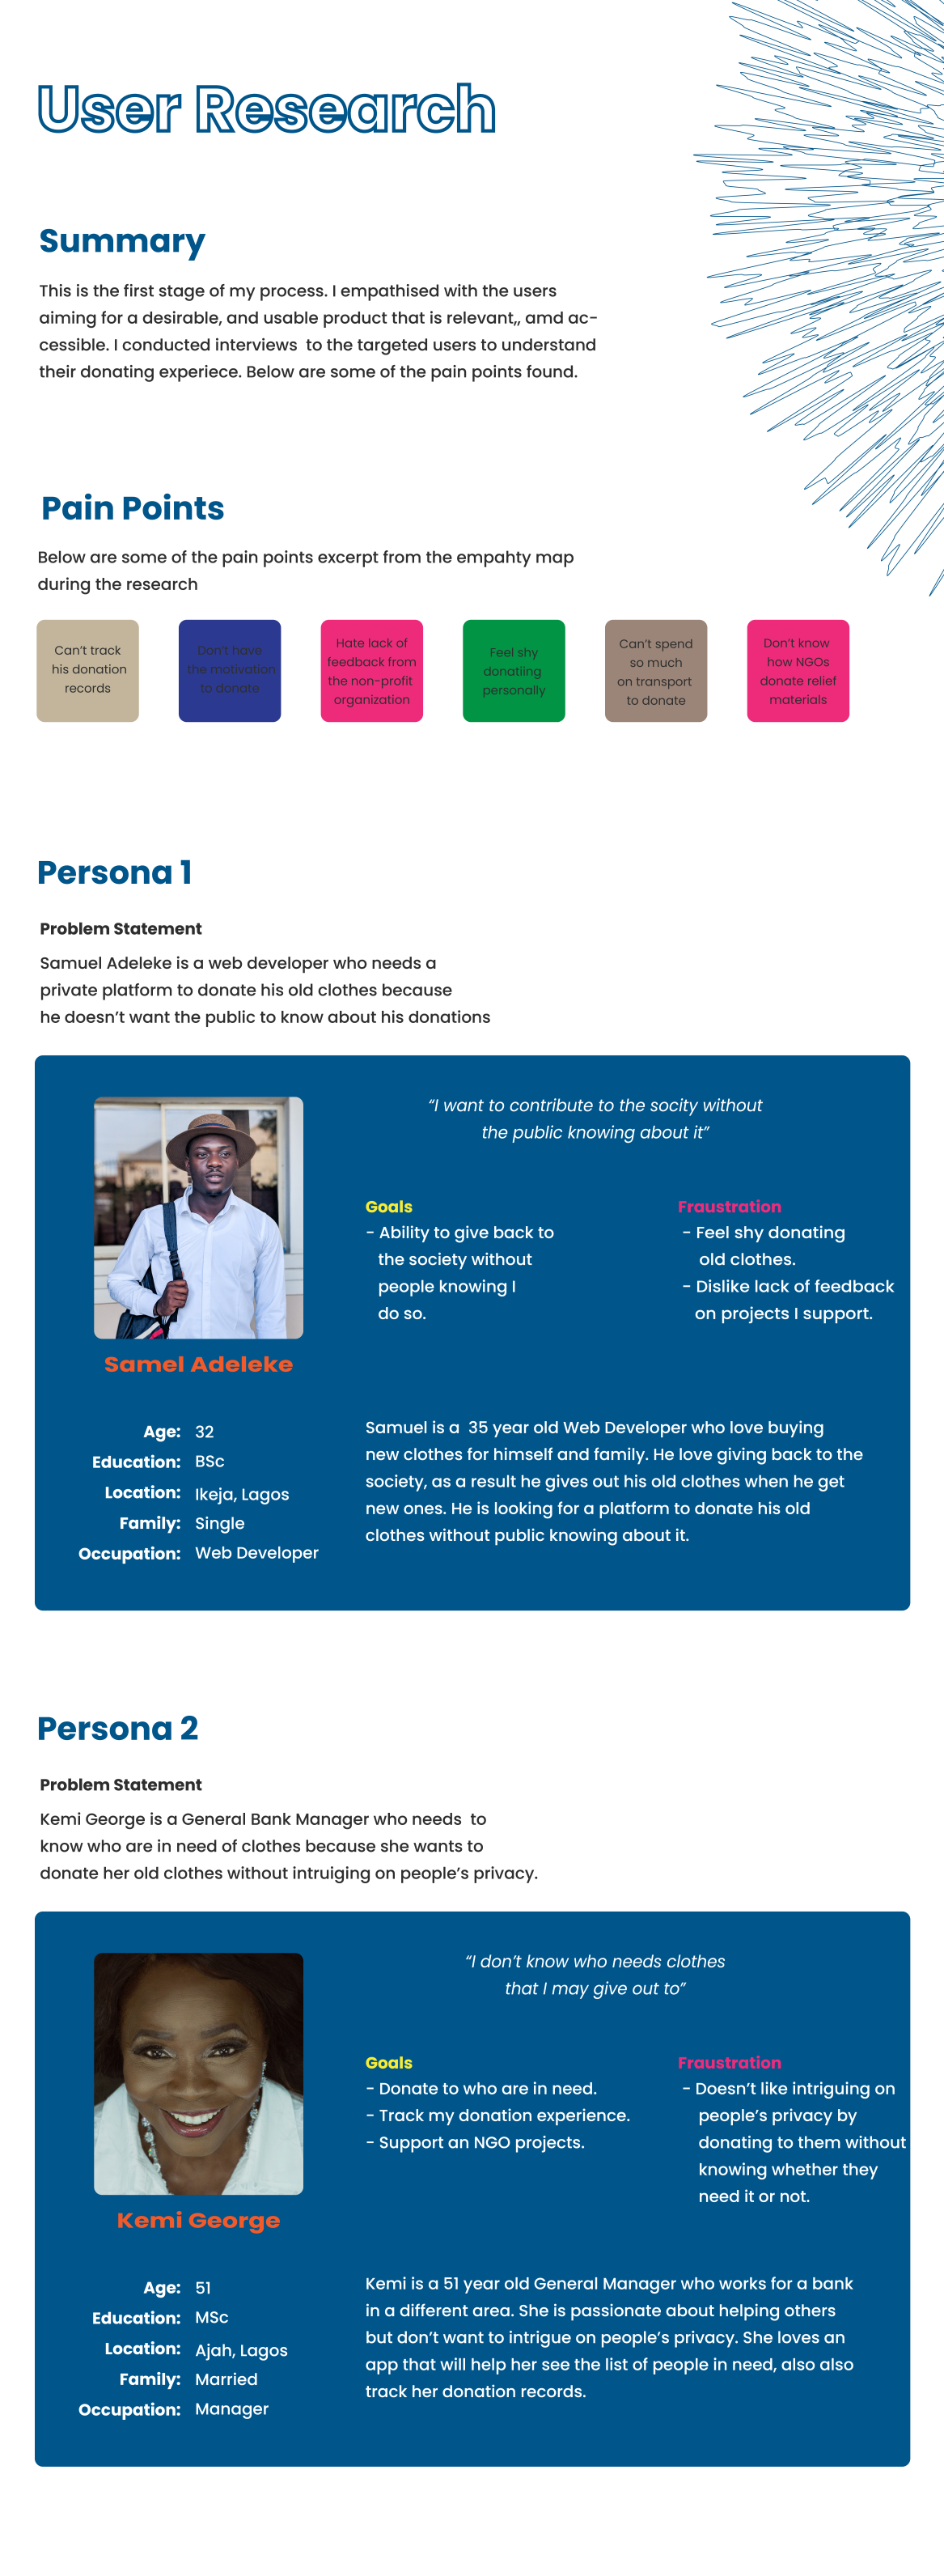 User Research
Summary
This is the first stage of my process. I empathised with the users
aiming for a desirable, and usable product that is relevant,, amd ac-
cessible. I conducted interviews  to the targeted users to understand
their donating experiece. Below are some of the pain points found.
Pain Points
Below are some of the pain points excerpt from the empahty map
during the research
Can't track
his donation
records
Don't have
the motivation
to donate
Hate lack of
feedback from
the non-profit
organization
Feel shy
donatiing
personally
Can't spend
so much
on transport
to donate
Don't know
how NGOs
donate relief
materials
Persona 1
Problem Statement
Samuel Adeleke is a web developer who needs a
private platform to donate his old clothes because
he doesn't want the public to know about his donations
“I want to contribute to the socity without
the public knowing about it”
Goals
- Ability to give back to
the society without
people knowing I
do so.
Fraustration
- Feel shy donating
old clothes.
- Dislike lack of feedback
on projects I support.
Samel Adeleke
Age: 32
Education: BSc
Location: Ikeja, Lagos
Family: Single
Occupation: Web Developer
Samuel is a  35 year old Web Developer who love buying
new clothes for himself and family. He love giving back to the
society, as a result he gives out his old clothes when he get
new ones. He is looking for a platform to donate his old
clothes without public knowing about it.
Persona 2
Problem Statement
Kemi George is a General Bank Manager who needs  to
know who are in need of clothes because she wants to
donate her old clothes without intruiging on people's privacy.
“I don't know who needs clothes
that I may give out to”
Goals
- Donate to who are in need.
- Track my donation experience.
- Support an NGO projects.
Fraustration
- Doesn't like intriguing on
people's privacy by
donating to them without
knowing whether they
need it or not.
Kemi George
Age: 51
Education: MSc
Location: Ajah, Lagos
Family: Married
Occupation: Manager
Kemi is a 51 year old General Manager who works for a bank
in a different area. She is passionate about helping others
but don't want to intrigue on people's privacy. She loves an
app that will help her see the list of people in need, also also
track her donation records.